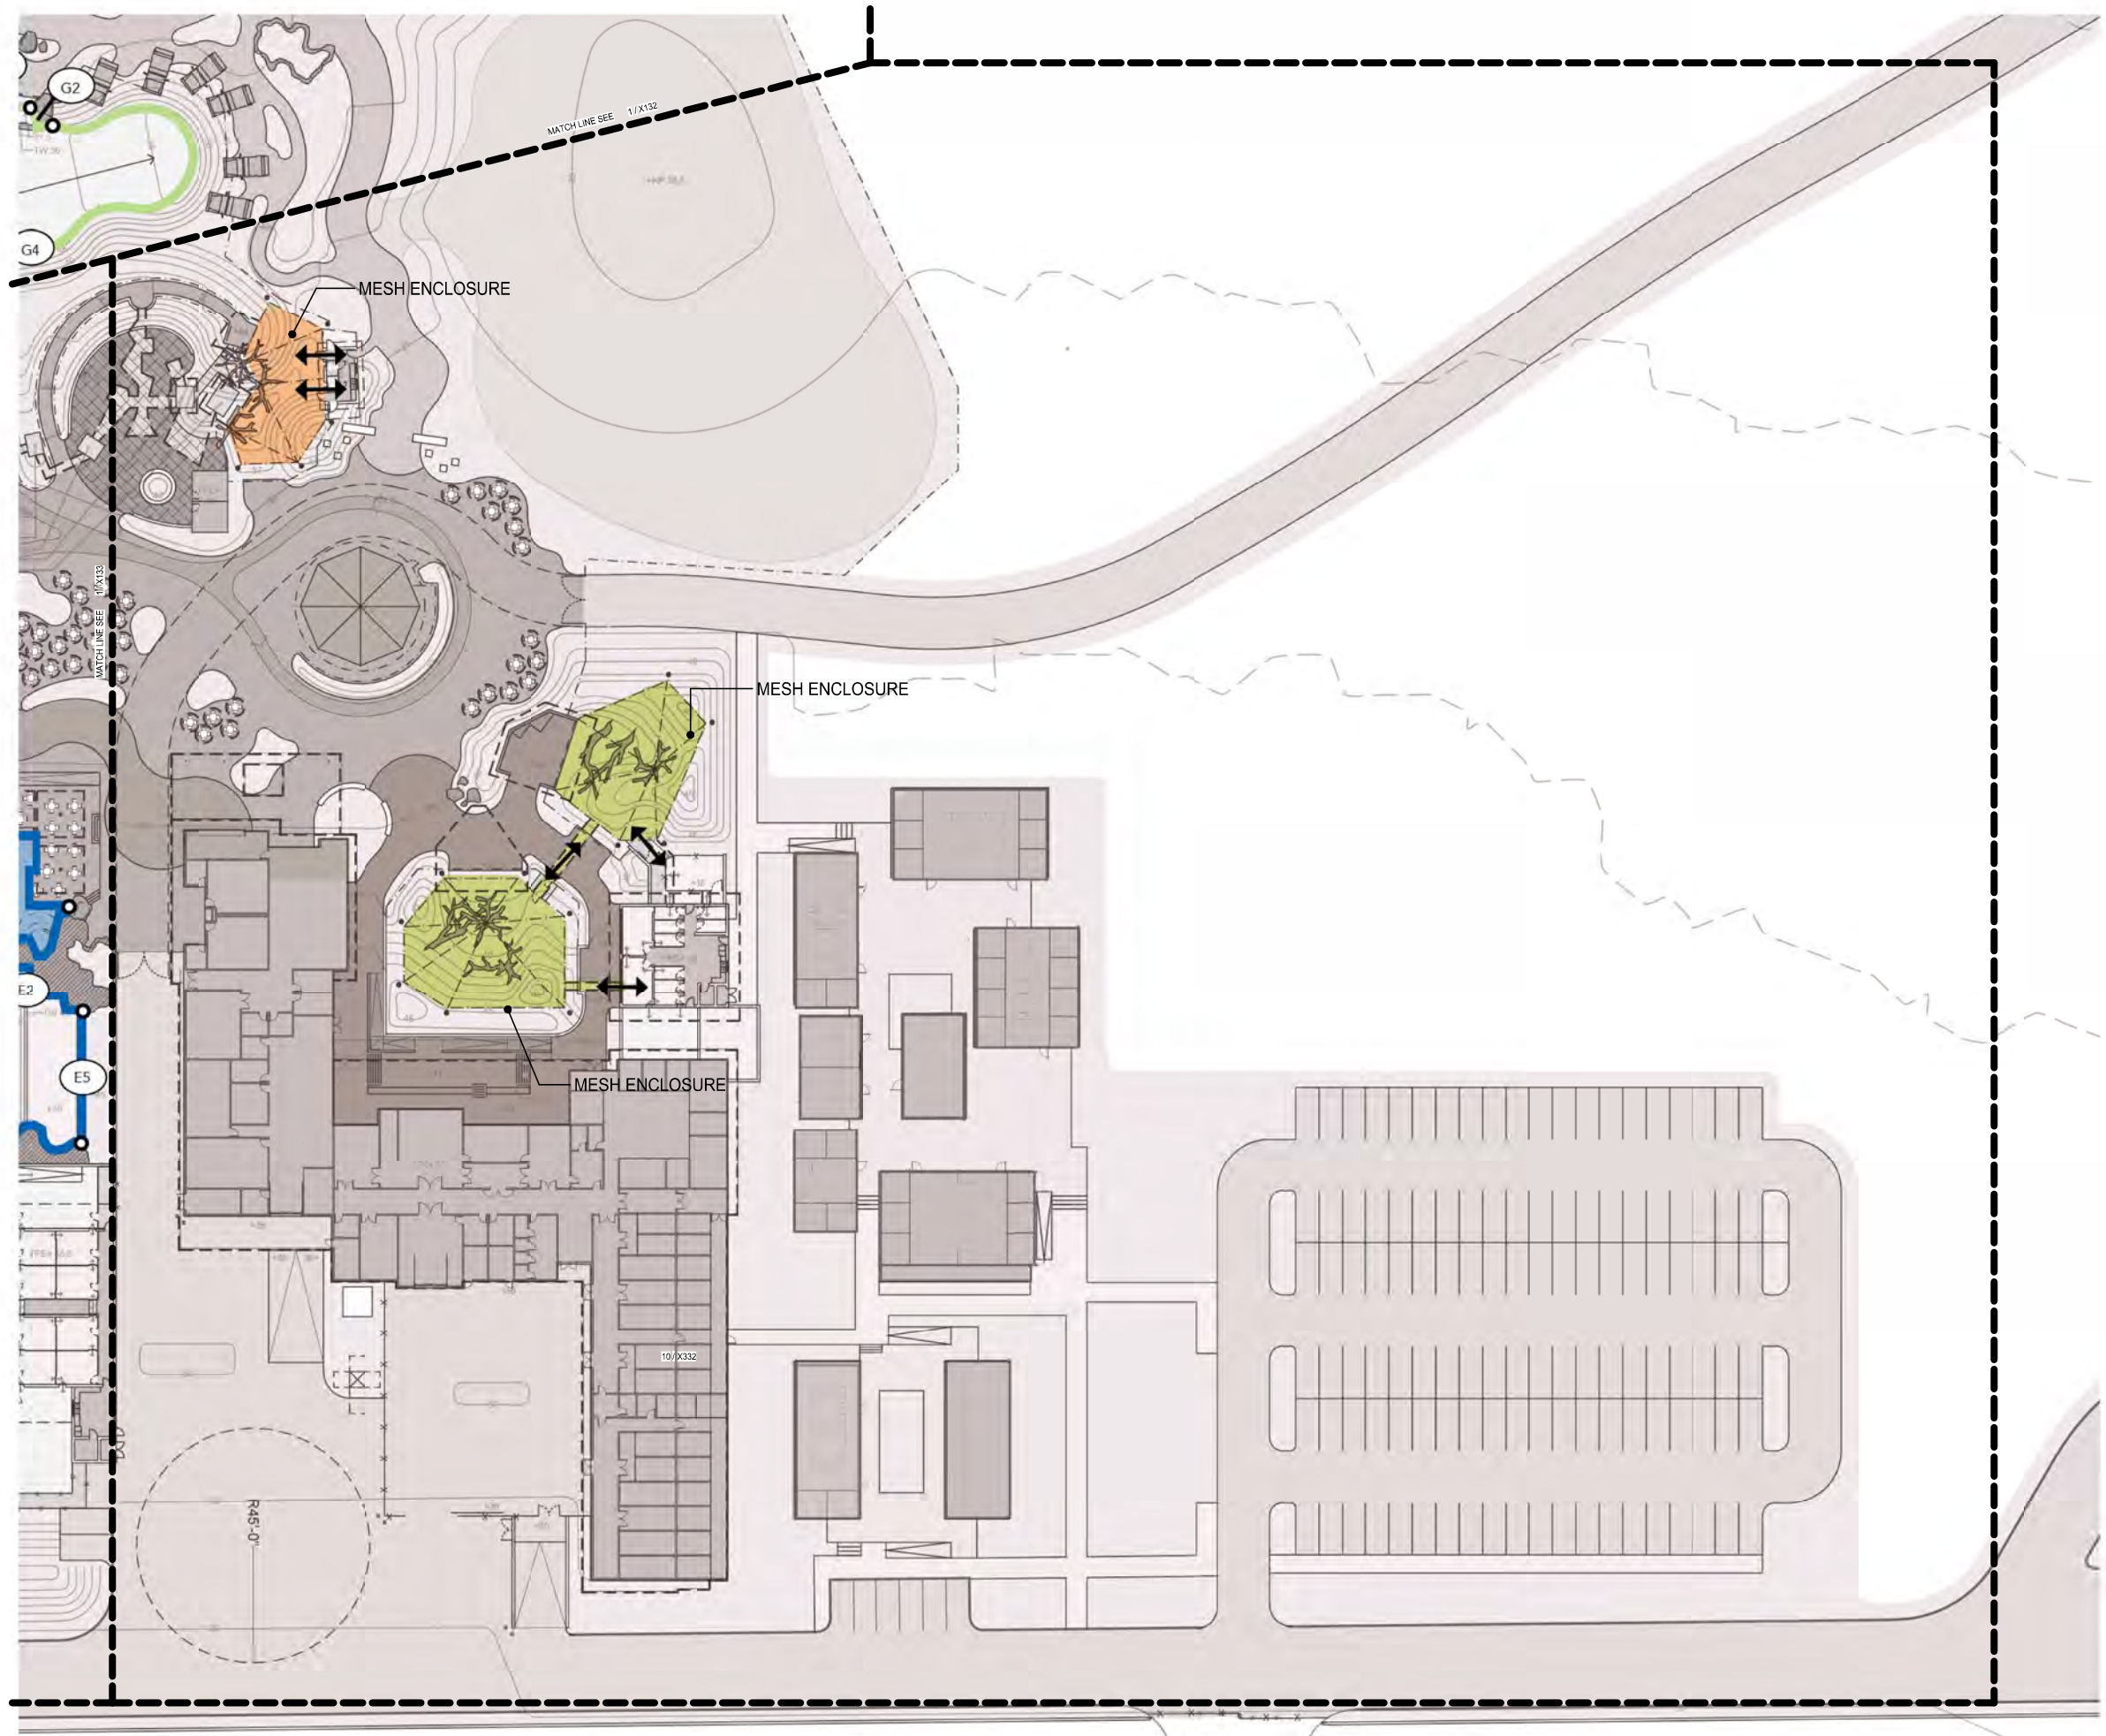 G2
MATCH LINE SEE 1 / X132
G4
MESH ENCLOSURE
MATCH LINE SEE 1 / X133
MESH ENCLOSURE
E2
E5
MESH ENCLOSURE
10 / X332
R45'-0"